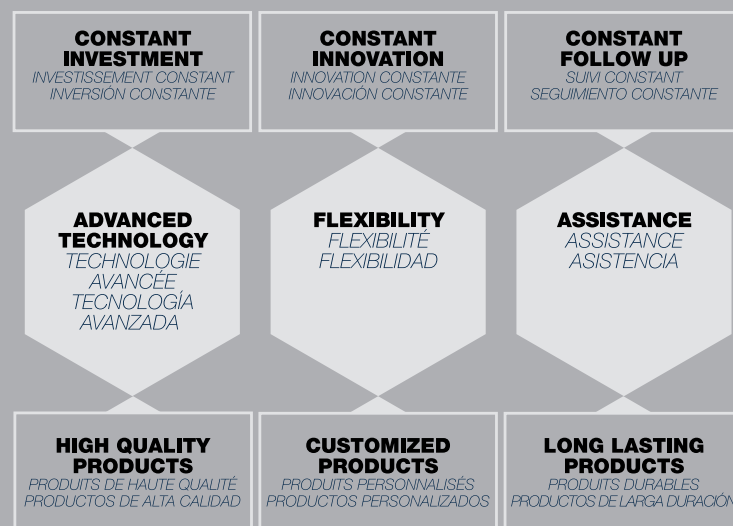 CONSTANT
INVESTMENT
INVESTISSEMENT CONSTANT
INVERSIÓN CONSTANTE
CONSTANT
INNOVATION
INNOVATION CONSTANTE
INNOVACIÓN CONSTANTE
CONSTANT
FOLLOW UP
SUIVI CONSTANT
SEGUIMIENTO CONSTANTE
ADVANCED
TECHNOLOGY
TECHNOLOGIE
AVANCÉE
TECNOLOGÍA
AVANZADA
FLEXIBILITY
FLEXIBILITÉ
FLEXIBILIDAD
ASSISTANCE
ASSISTANCE
ASISTENCIA
HIGH QUALITY
PRODUCTS
PRODUITS DE HAUTE QUALITÉ
PRODUCTOS DE ALTA CALIDAD
CUSTOMIZED
PRODUCTS
PRODUITS PERSONNALISÉS
PRODUCTOS PERSONALIZADOS
LONG LASTING
PRODUCTS
PRODUITS DURABLES
PRODUCTOS DE LARGA DURACIÓN